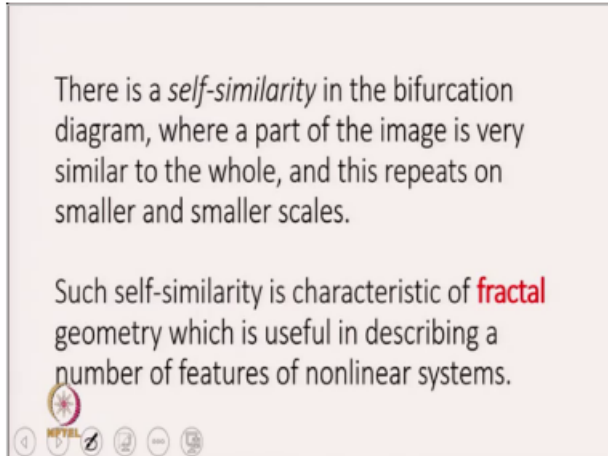 There is a self-similarity in the bifurcation
diagram, where a part of the image is very
similar to the whole, and this repeats on
smaller and smaller scales.
Such self-similarity is characteristic of fractal
geometry which is useful in describing a
number of features of nonlinear systems.
NPTEL